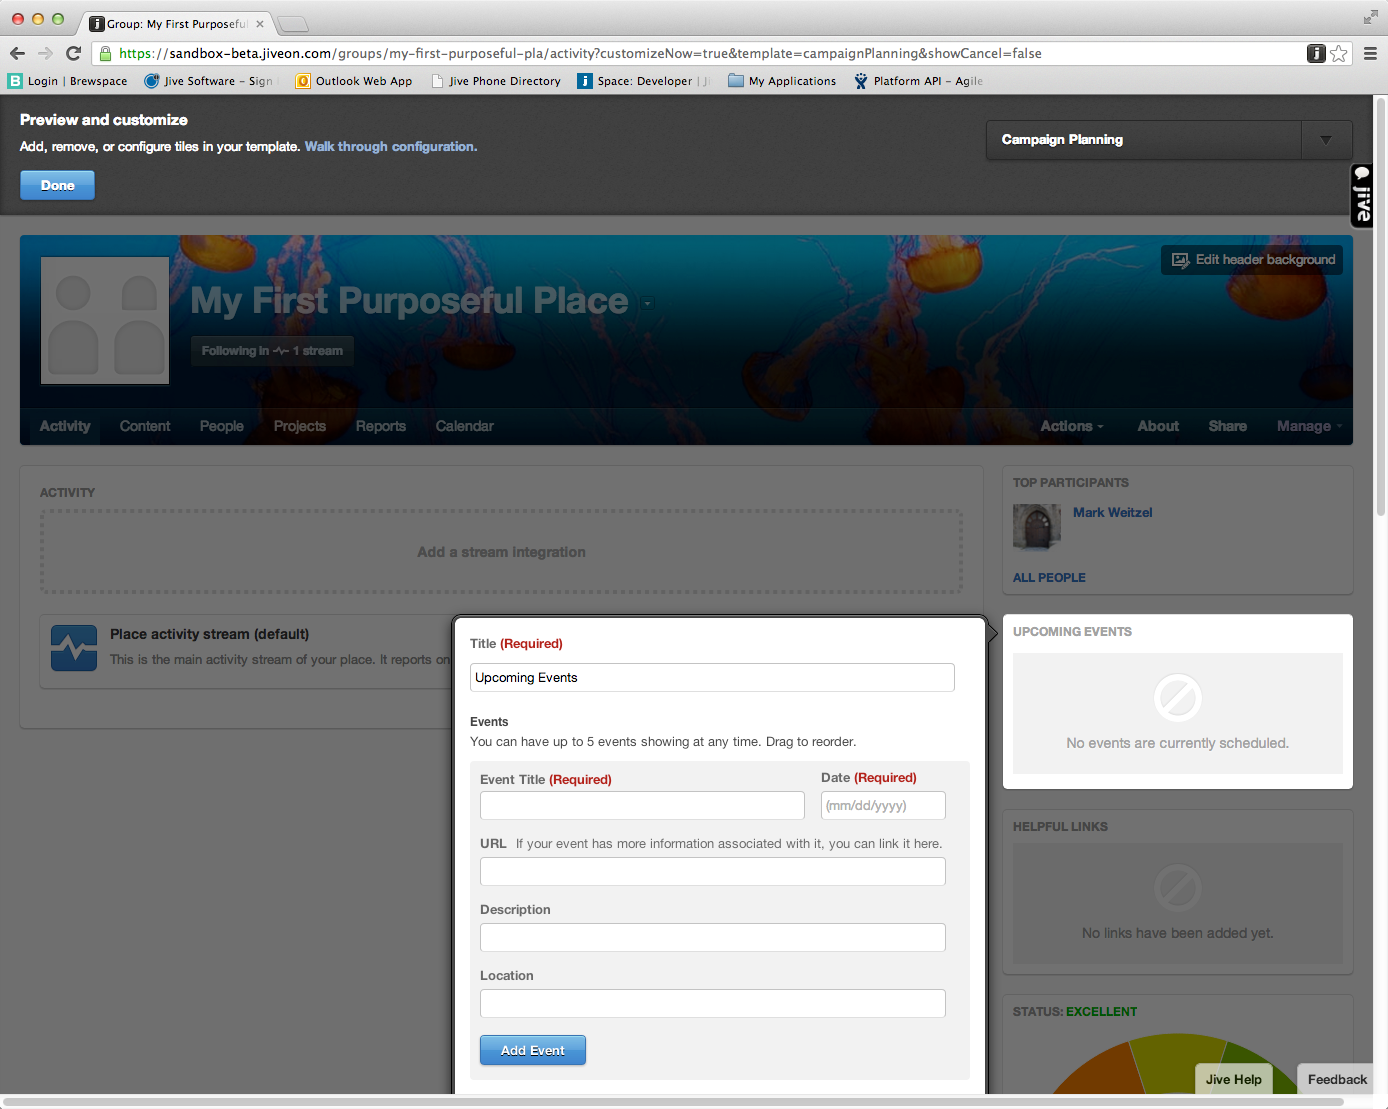 Group: My First Purposeful
https://sandbox-beta.jiveon.com/groups/my-first-purposeful-pla/activity?customizeNow=true&template=campaignPlanning&showCancel=false
Login | Brewspace
Jive Software – Sign
Outlook Web App
Jive Phone Directory
Space: Developer | Ji
My Applications
Platform API – Agile
Preview and customize
Add, remove, or configure tiles in your template. Walk through configuration.
Done
Campaign Planning
jive
Edit header background
My First Purposeful Place
Following in 1 stream
Activity Content People Projects Reports Calendar
Actions About Share Manage
ACTIVITY
Add a stream integration
Place activity stream (default)
This is the main activity stream of your place. It reports on
Title (Required)
Upcoming Events
Events
You can have up to 5 events showing at any time. Drag to reorder.
Event Title (Required)
Date (Required)
(mm/dd/yyyy)
URL If your event has more information associated with it, you can link it here.
Description
Location
Add Event
TOP PARTICIPANTS
Mark Weitzel
ALL PEOPLE
UPCOMING EVENTS
No events are currently scheduled.
HELPFUL LINKS
No links have been added yet.
STATUS: EXCELLENT
Jive Help
Feedback